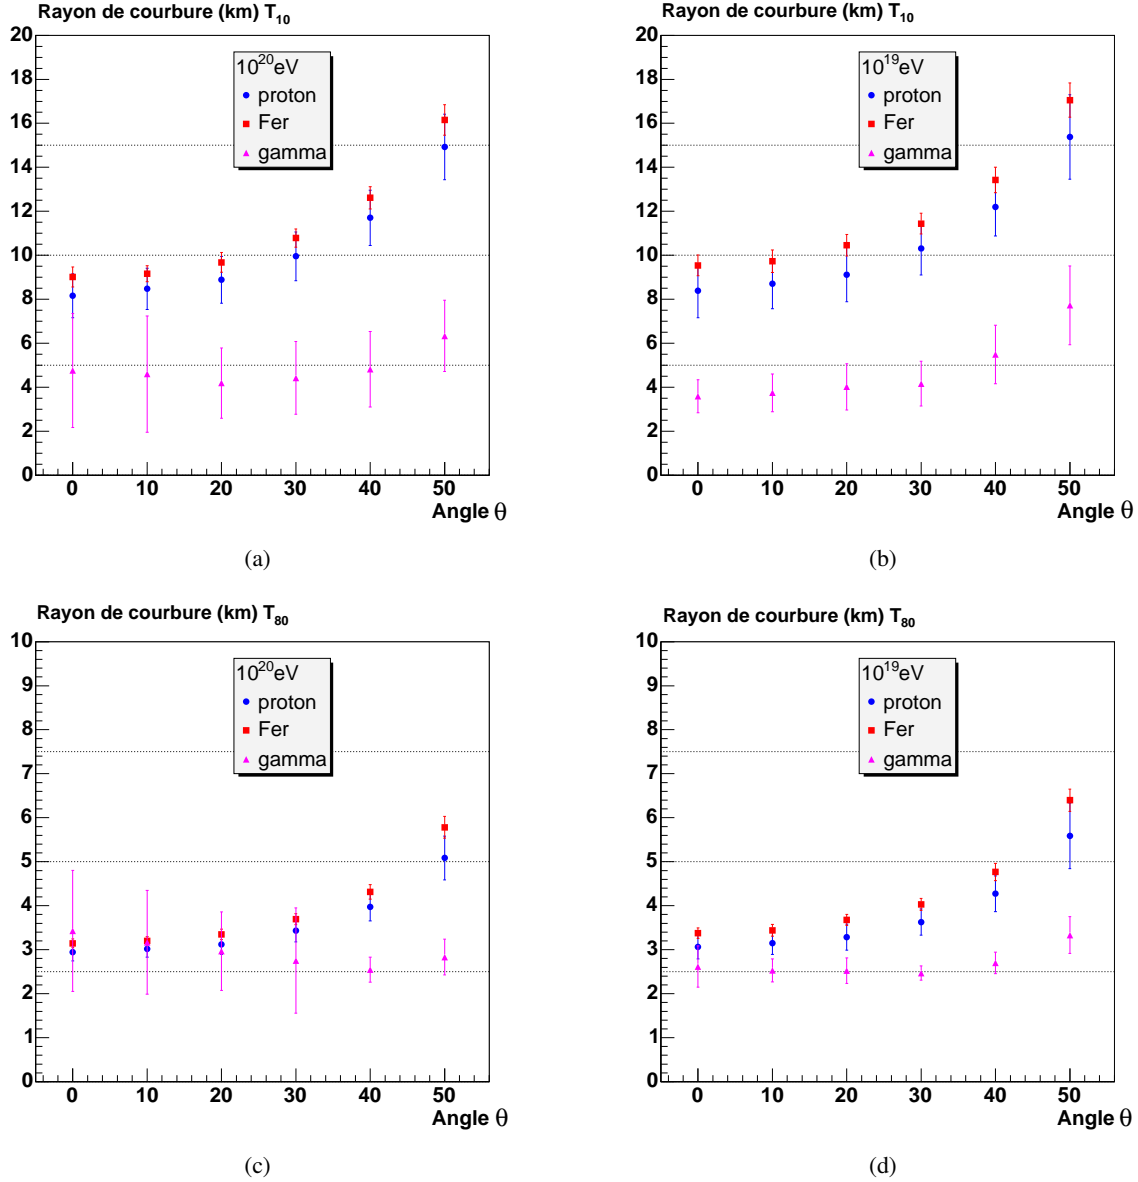 Rayon de courbure (km) T10
20
18
16
14
12
10
8
6
4
2
0
10^20eV
proton
Fer
gamma
0 10 20 30 40 50
Angle θ
(a)
Rayon de courbure (km) T10
20
18
16
14
12
10
8
6
4
2
0
10^19eV
proton
Fer
gamma
0 10 20 30 40 50
Angle θ
(b)
Rayon de courbure (km) T80
10
9
8
7
6
5
4
3
2
1
0
10^20eV
proton
Fer
gamma
0 10 20 30 40 50
Angle θ
(c)
Rayon de courbure (km) T80
10
9
8
7
6
5
4
3
2
1
0
10^19eV
proton
Fer
gamma
0 10 20 30 40 50
Angle θ
(d)